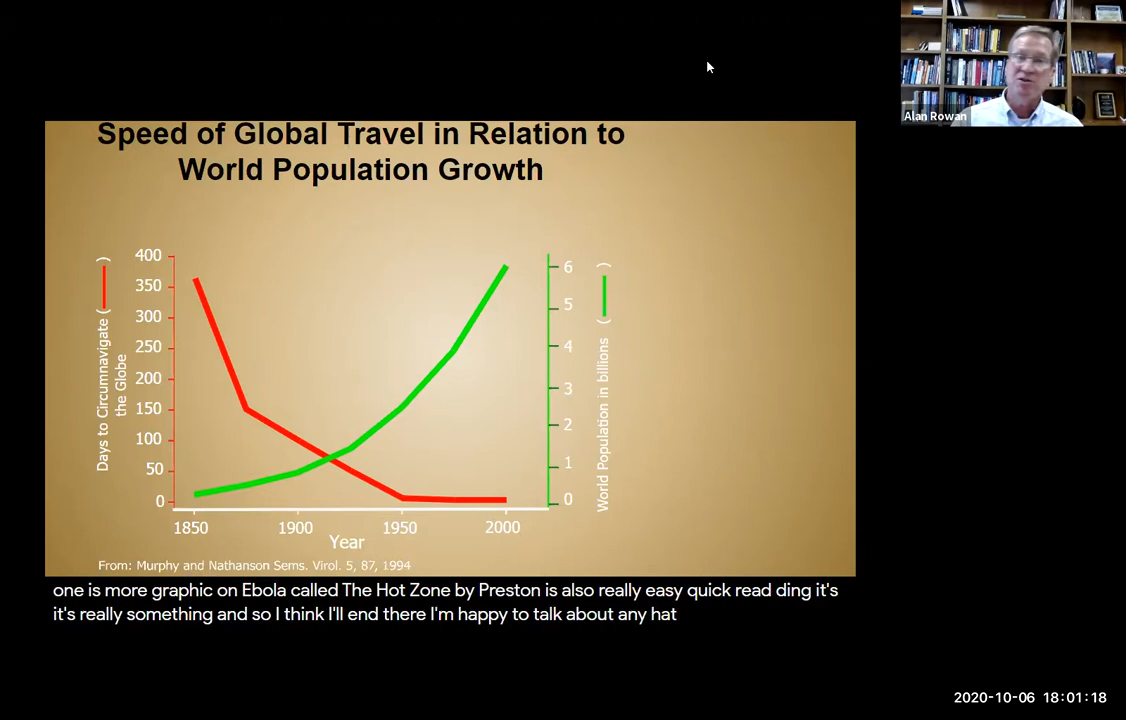 Alan Rowan
Speed of Global Travel in Relation to
World Population Growth
Days to Circumnavigate ( )
the Globe
400
350
300
250
200
150
100
50
0
6
5
4
3
2
1
0
World Population in billions ( )
1850 1900 1950 2000
Year
From: Murphy and Nathanson Sems. Virol. 5, 87, 1994
one is more graphic on Ebola called The Hot Zone by Preston is also really easy quick read ding it's
it's really something and so I think I'll end there I'm happy to talk about any hat
2020-10-06 18:01:18